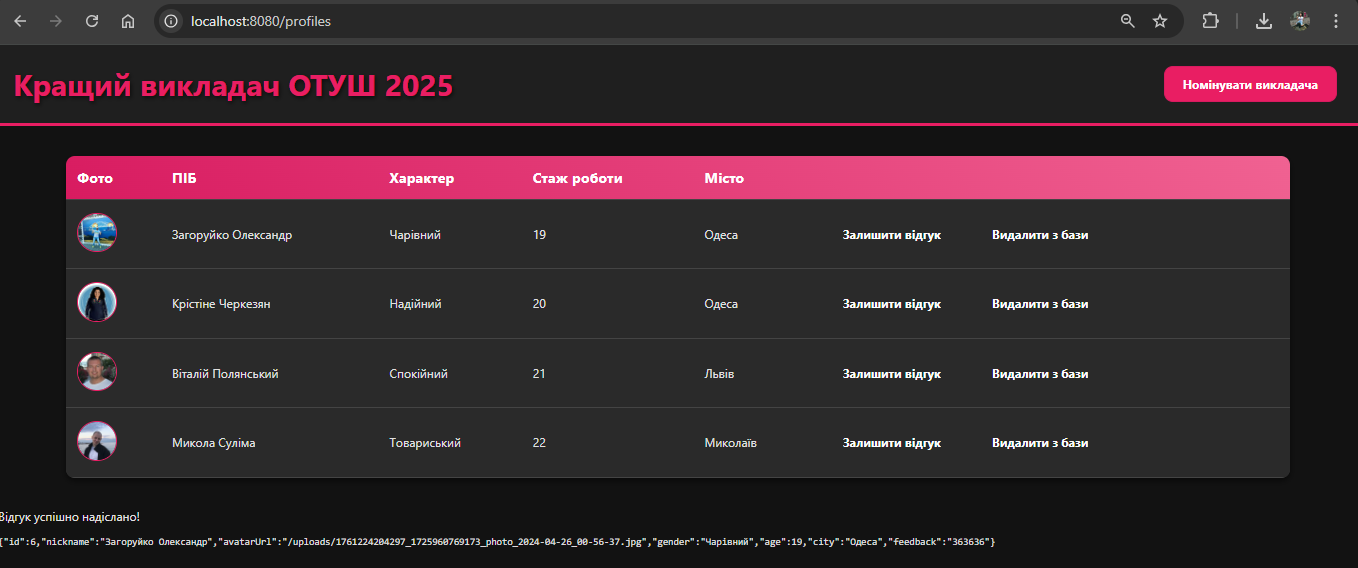 localhost:8080/profiles
Кращий викладач ОТУШ 2025
Номінувати викладача
Фото ПІБ Характер Стаж роботи Місто
Загоруйко Олександр Чарівний 19 Одеса Залишити відгук Видалити з бази
Крістіне Черкезян Надійний 20 Одеса Залишити відгук Видалити з бази
Віталій Полянський Спокійний 21 Львів Залишити відгук Видалити з бази
Микола Суліма Товариський 22 Миколаїв Залишити відгук Видалити з бази
Відгук успішно надіслано!
{"id":6,"nickname":"Загоруйко Олександр","avatarUrl":"/uploads/1761224204297_1725960769173_photo_2024-04-26_00-56-37.jpg","gender":"Чарівний","age":19,"city":"Одеса","feedback":"363636"}